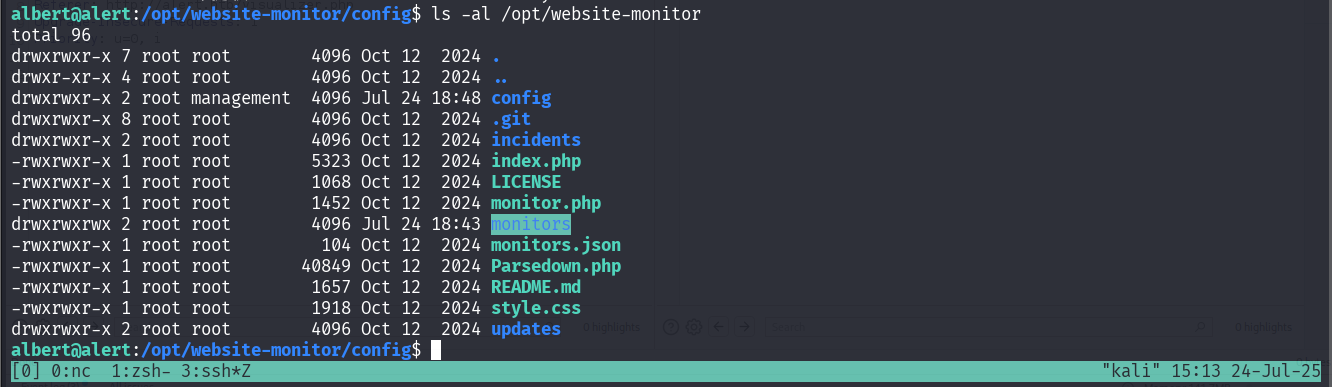 albert@alert:/opt/website-monitor/config$ ls -al /opt/website-monitor
total 96
drwxrwxr-x 7 root root        4096 Oct 12  2024 .
drwxr-xr-x 4 root root        4096 Oct 12  2024 ..
drwxrwxr-x 2 root management  4096 Jul 24 18:48 config
drwxrwxr-x 8 root root        4096 Oct 12  2024 .git
drwxrwxr-x 2 root root        4096 Oct 12  2024 incidents
-rwxrwxr-x 1 root root        5323 Oct 12  2024 index.php
-rwxrwxr-x 1 root root        1068 Oct 12  2024 LICENSE
-rwxrwxr-x 1 root root        1452 Oct 12  2024 monitor.php
drwxrwxrwx 2 root root        4096 Jul 24 18:43 monitors
-rwxrwxr-x 1 root root         104 Oct 12  2024 monitors.json
-rwxrwxr-x 1 root root       40849 Oct 12  2024 Parsedown.php
-rwxrwxr-x 1 root root        1657 Oct 12  2024 README.md
-rwxrwxr-x 1 root root        1918 Oct 12  2024 style.css
0 highlights 0 highlights
drwxrwxr-x 2 root root        4096 Oct 12  2024 updates
albert@alert:/opt/website-monitor/config$
[0] 0:nc  1:zsh- 3:ssh*Z "kali" 15:13 24-Jul-25